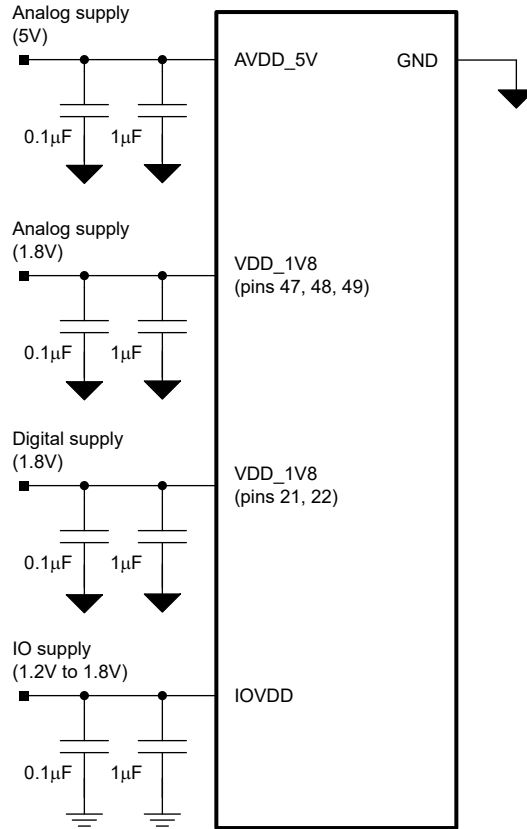 Analog supply
(5V)
AVDD_5V
GND
0.1μF
1μF
Analog supply
(1.8V)
VDD_1V8
(pins 47, 48, 49)
0.1μF
1μF
Digital supply
(1.8V)
VDD_1V8
(pins 21, 22)
0.1μF
1μF
IO supply
(1.2V to 1.8V)
IOVDD
0.1μF
1μF